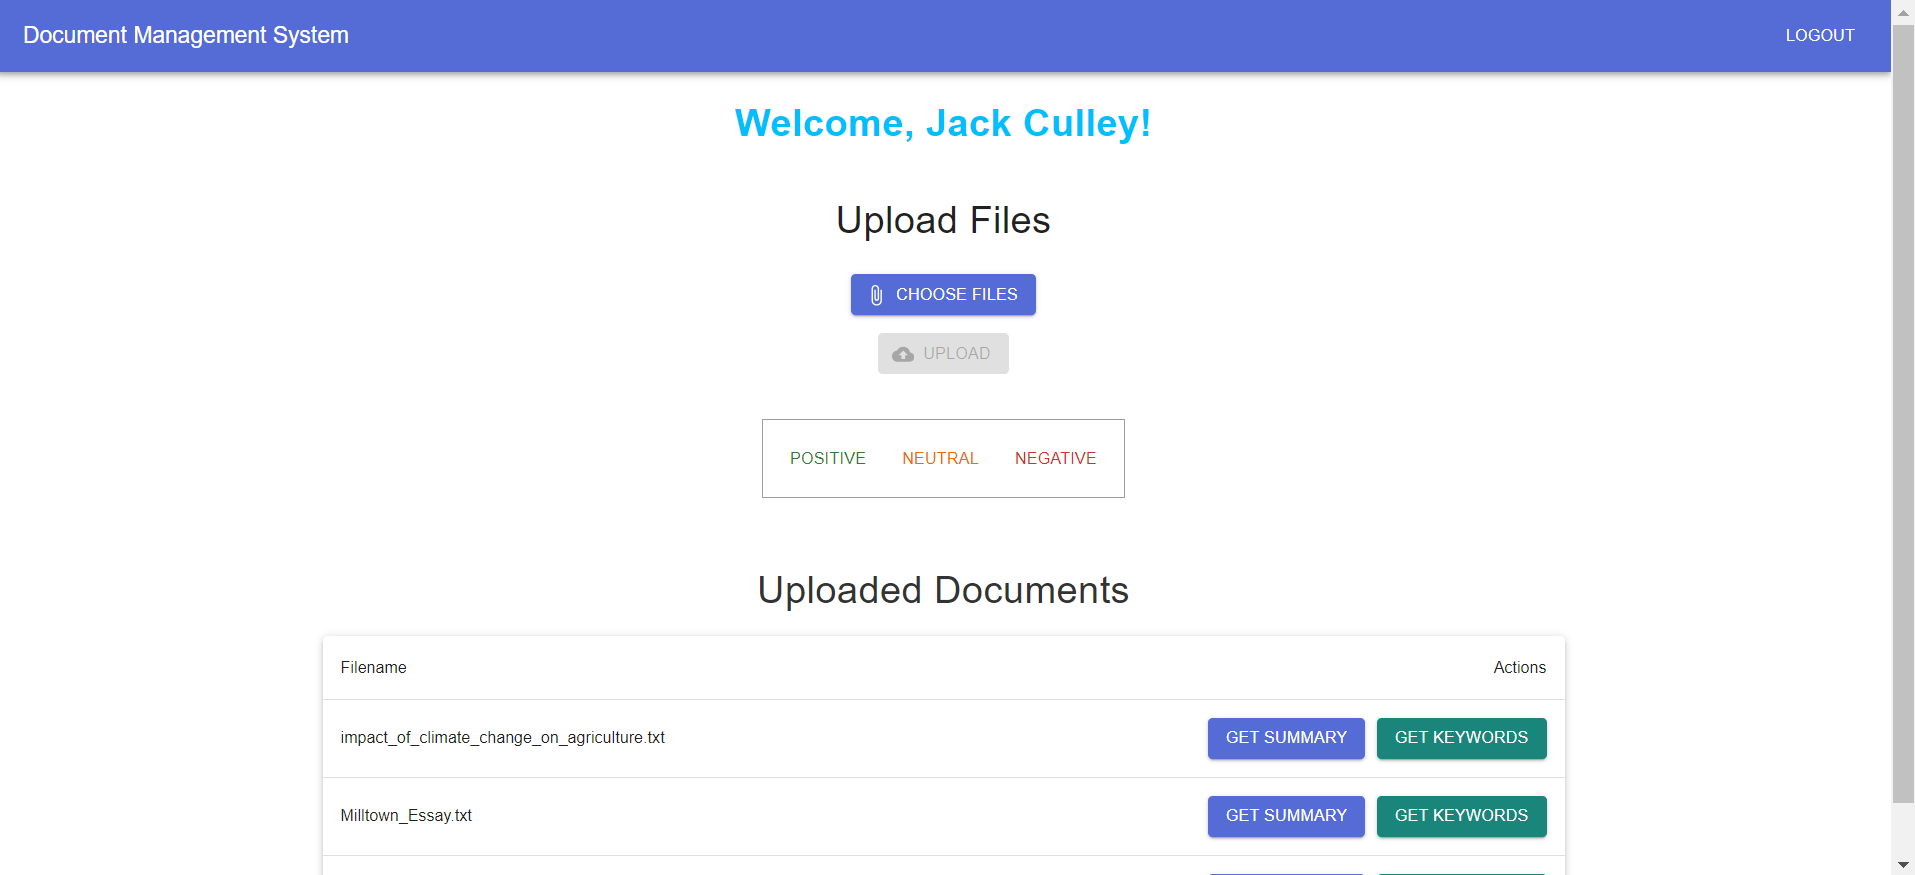 Document Management System LOGOUT
Welcome, Jack Culley!
Upload Files
CHOOSE FILES
UPLOAD
POSITIVE NEUTRAL NEGATIVE
Uploaded Documents
Filename Actions
impact_of_climate_change_on_agriculture.txt GET SUMMARY GET KEYWORDS
Milltown_Essay.txt GET SUMMARY GET KEYWORDS